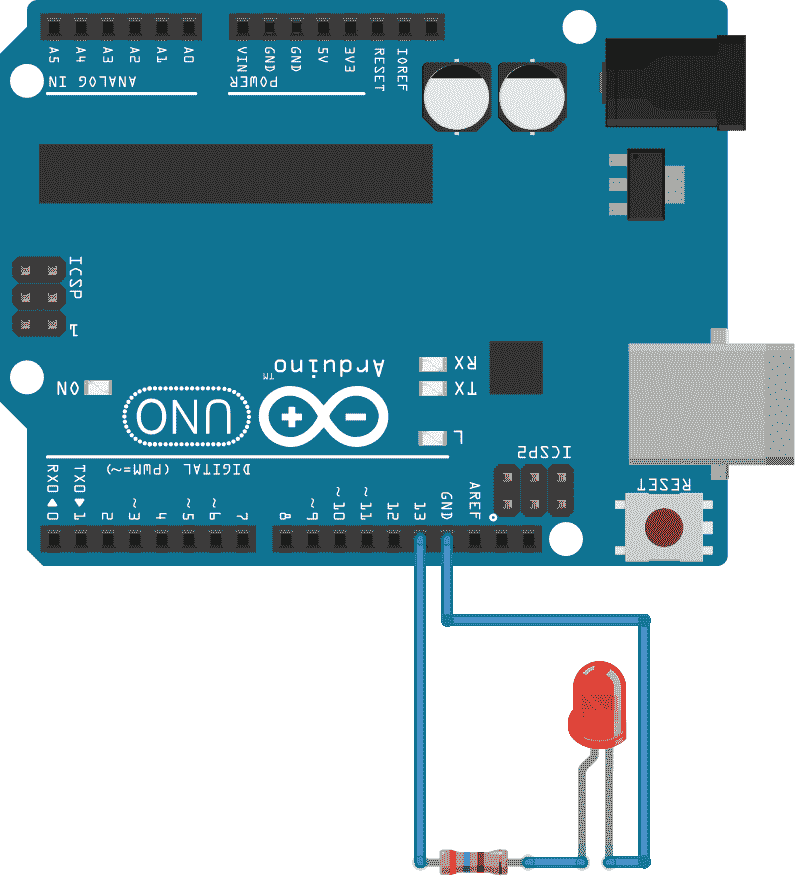 A5 A4 A3 A2 A1 A0
VIN GND GND 5V 3V3 RESET IOREF
ANALOG IN
POWER
ICSP
1
Arduino™
RX
TX
ON
UNO
L
DIGITAL (PWM=~)
ICSP2
RESET
RX0◀0 TX0▶1 2 ~3 4 ~5 ~6 7 8 ~9 ~10 ~11 12 13 GND AREF